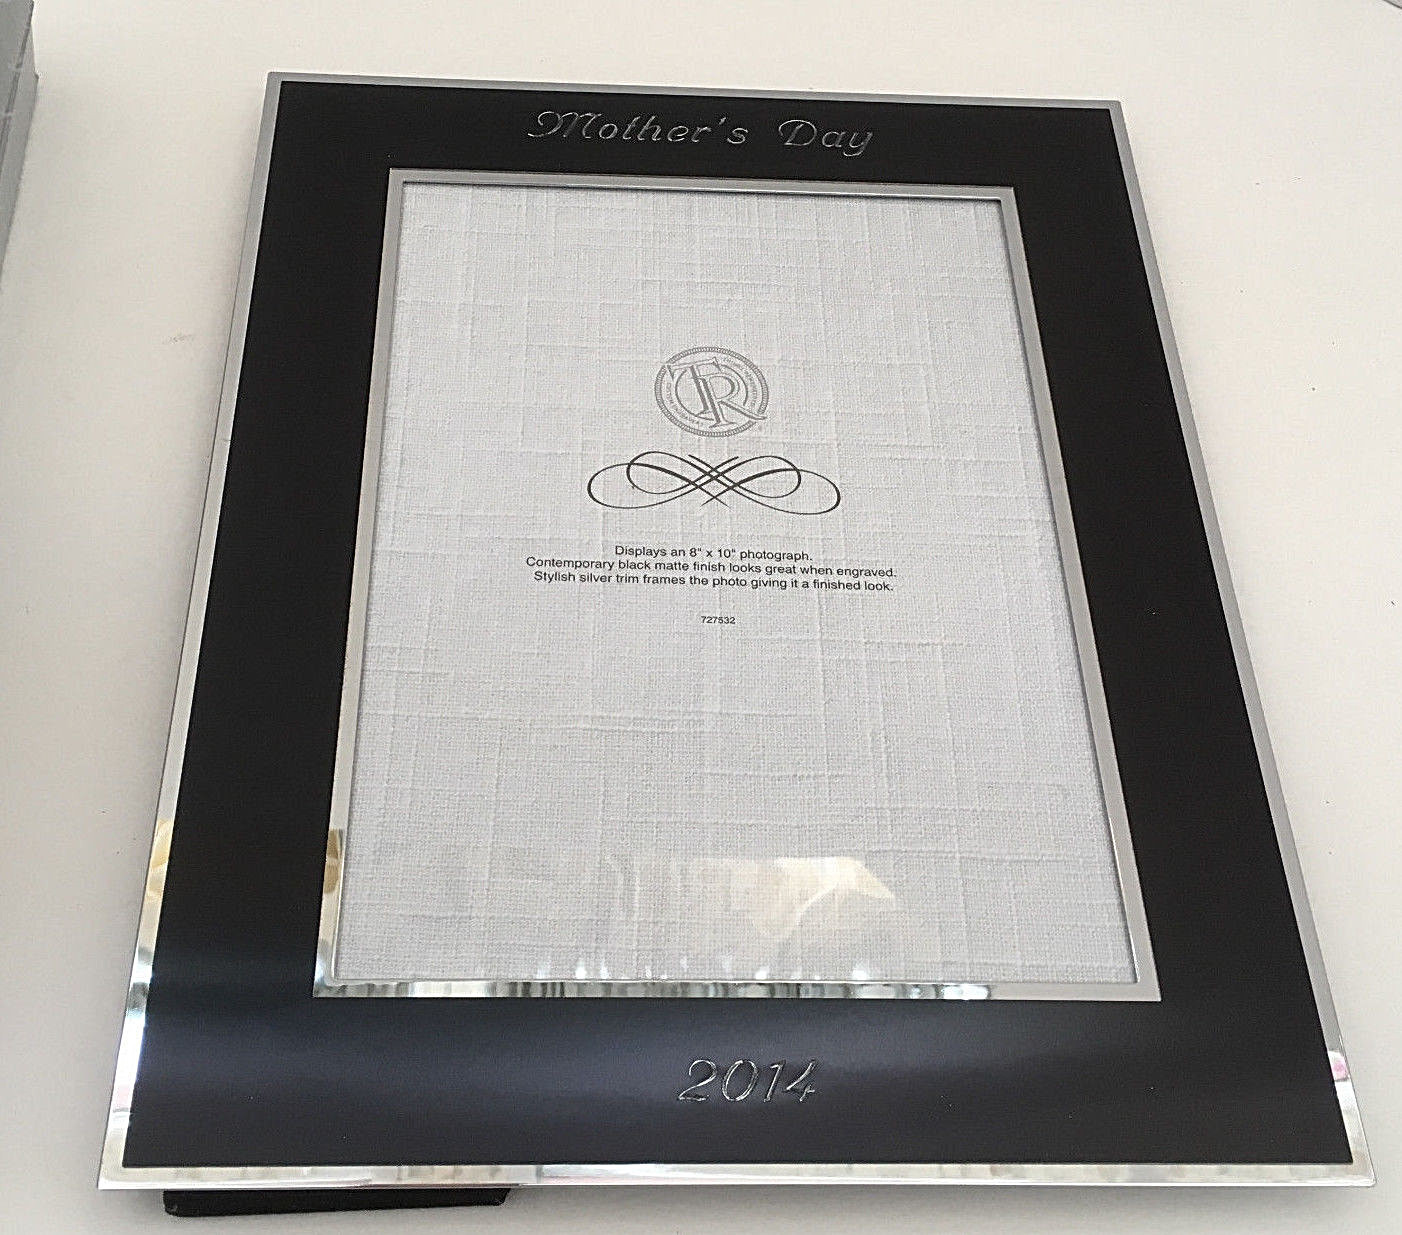 Mother's Day
TR
Displays an 8" x 10" photograph.
Contemporary black matte finish looks great when engraved.
Stylish silver trim frames the photo giving it a finished look.
727532
2014